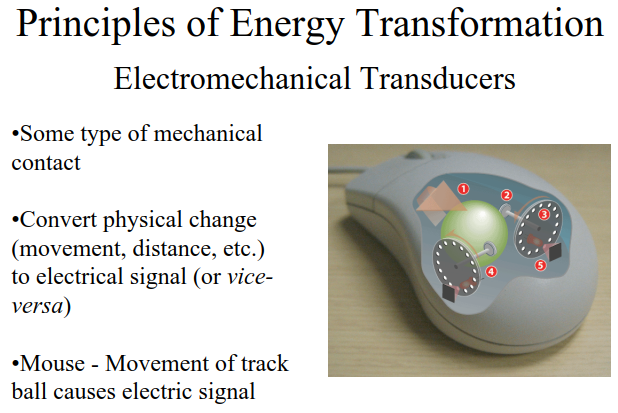 Principles of Energy Transformation
Electromechanical Transducers
•Some type of mechanical
contact
•Convert physical change
(movement, distance, etc.)
to electrical signal (or vice-
versa)
•Mouse - Movement of track
ball causes electric signal
1
2
3
4
5